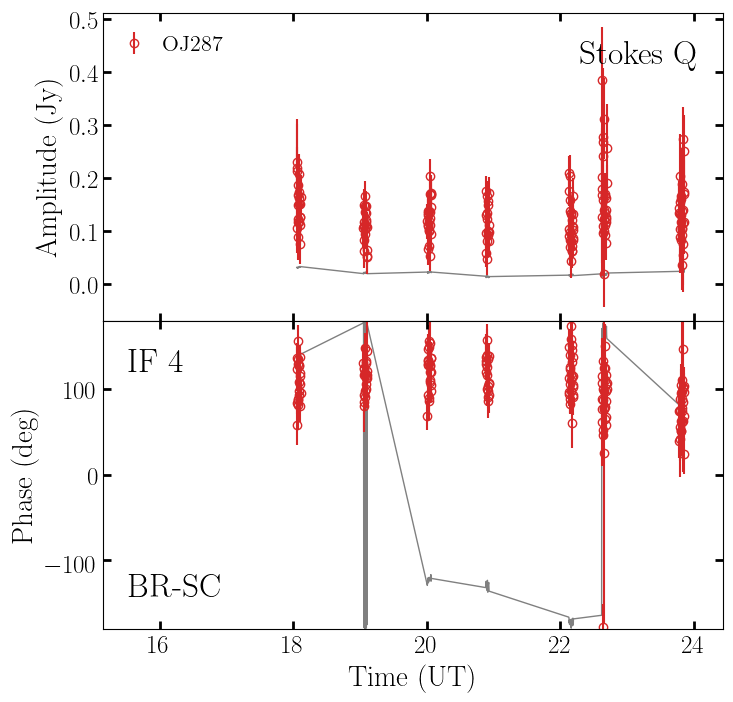 OJ287
Stokes Q
Amplitude (Jy)
0.5
0.4
0.3
0.2
0.1
0.0
IF 4
BR-SC
Phase (deg)
100
0
−100
16 18 20 22 24
Time (UT)